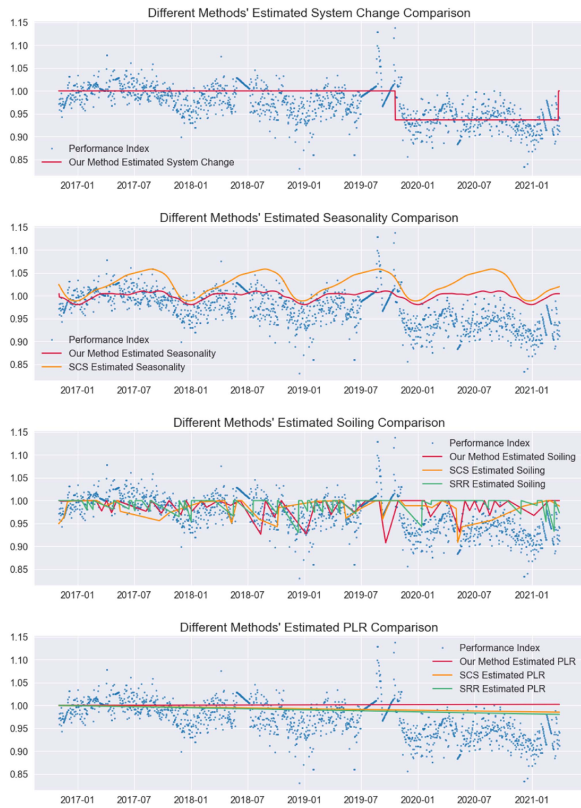 Different Methods' Estimated System Change Comparison
1.15
1.10
1.05
1.00
0.95
0.90
0.85
Performance Index
Our Method Estimated System Change
2017-01 2017-07 2018-01 2018-07 2019-01 2019-07 2020-01 2020-07 2021-01
Different Methods' Estimated Seasonality Comparison
1.15
1.10
1.05
1.00
0.95
0.90
0.85
Performance Index
Our Method Estimated Seasonality
SCS Estimated Seasonality
2017-01 2017-07 2018-01 2018-07 2019-01 2019-07 2020-01 2020-07 2021-01
Different Methods' Estimated Soiling Comparison
1.15
1.10
1.05
1.00
0.95
0.90
0.85
Performance Index
Our Method Estimated Soiling
SCS Estimated Soiling
SRR Estimated Soiling
2017-01 2017-07 2018-01 2018-07 2019-01 2019-07 2020-01 2020-07 2021-01
Different Methods' Estimated PLR Comparison
1.15
1.10
1.05
1.00
0.95
0.90
0.85
Performance Index
Our Method Estimated PLR
SCS Estimated PLR
SRR Estimated PLR
2017-01 2017-07 2018-01 2018-07 2019-01 2019-07 2020-01 2020-07 2021-01